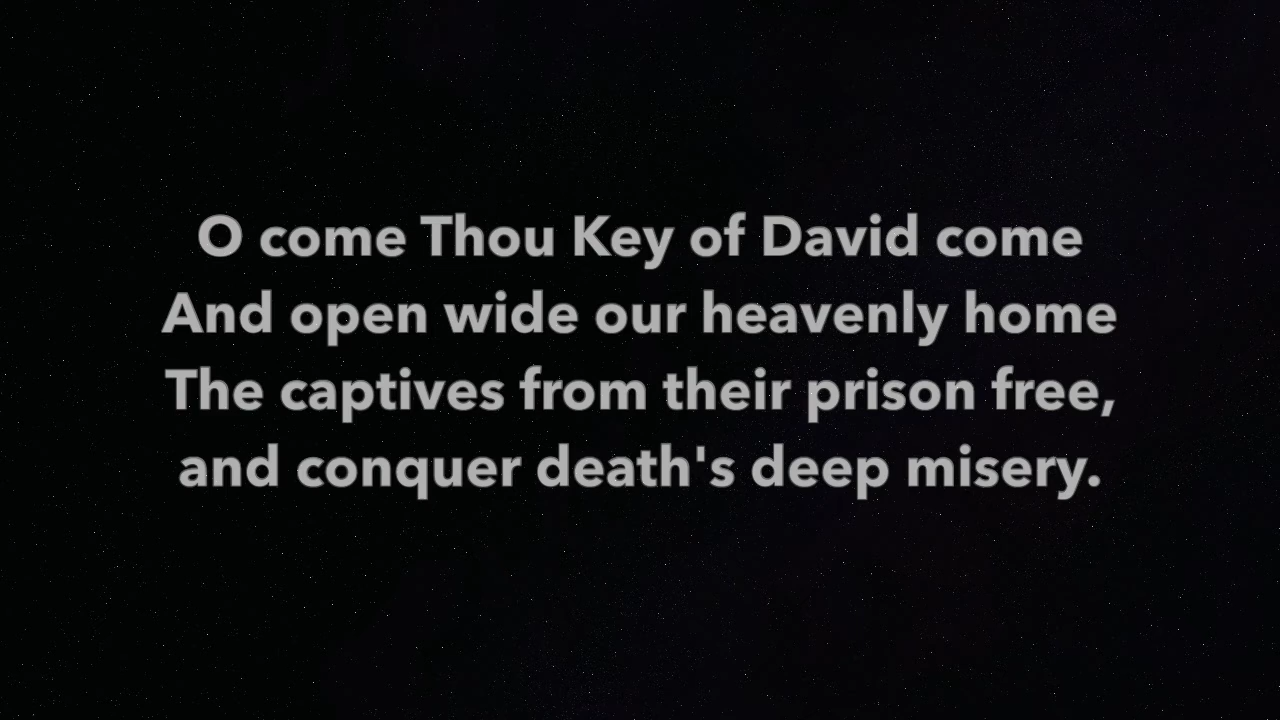 O come Thou Key of David come
And open wide our heavenly home
The captives from their prison free,
and conquer death's deep misery.